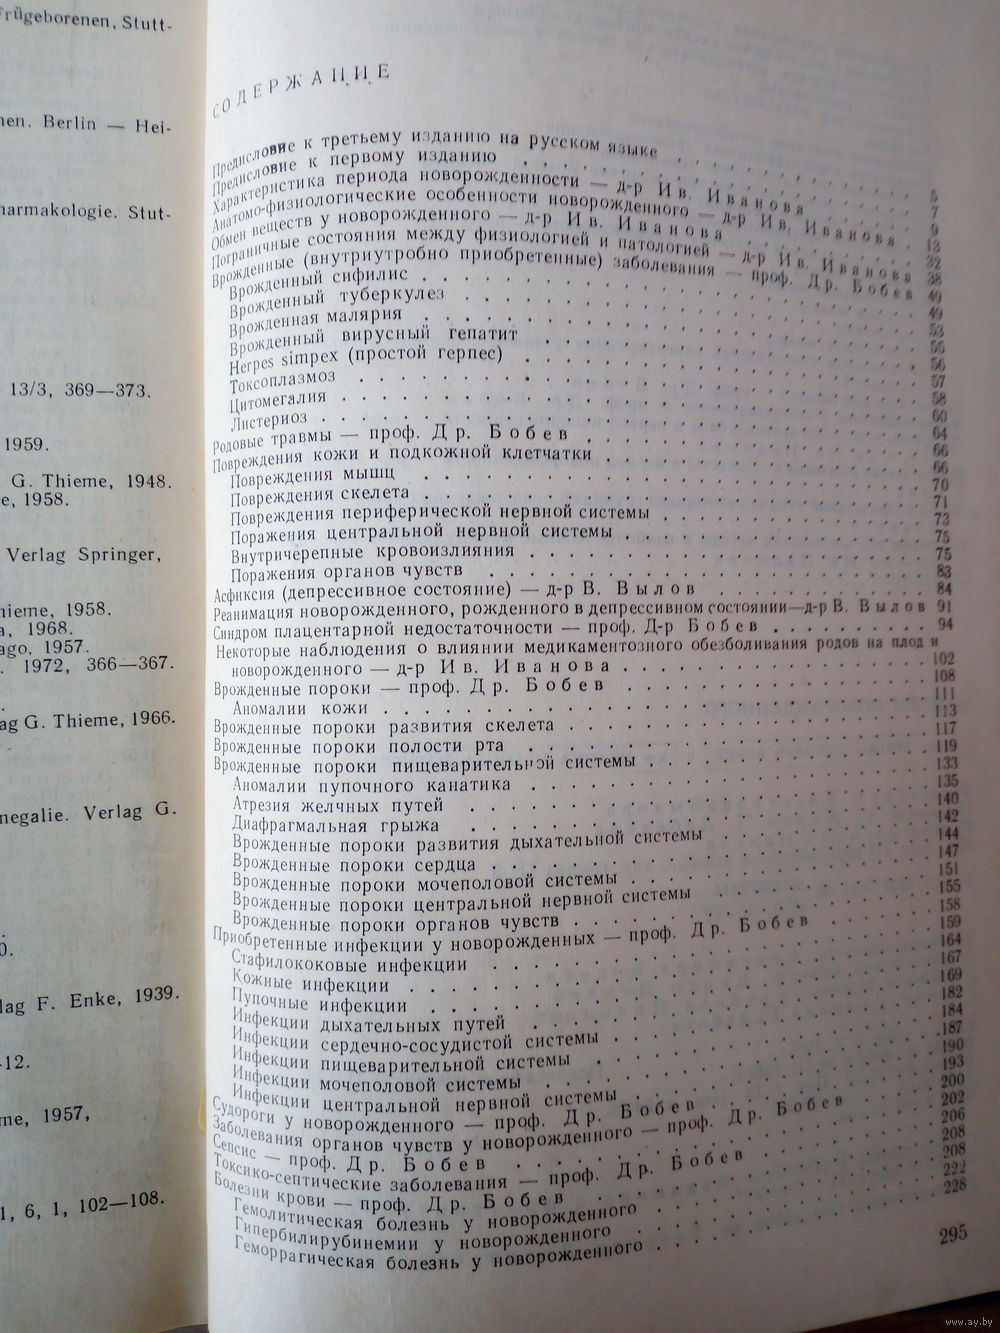 Frügeborenen, Stutt-
nen. Berlin — Hei-
harmakologie. Stut-
13/3, 369—373.
1959.
G. Thieme, 1948.
e, 1958.
Verlag Springer,
hieme, 1958.
a, 1968.
ago, 1957.
. 1972, 366—367.
ag G. Thieme, 1966.
negalie. Verlag G.
0.
lag F. Enke, 1939.
-12.
me, 1957,
1, 6, 1, 102—108.
СОДЕРЖАНИЕ
Предисловие к третьему изданию на русском языке . . . 5
Предисловие к первому изданию . . . 7
Характеристика периода новорожденности — д-р Ив. Иванова . . . 9
Анатомо-физиологические особенности новорожденного — д-р Ив. Иванова . 13
Обмен веществ у новорожденного — д-р Ив. Иванова . . . 32
Пограничные состояния между физиологией и патологией — д-р Ив. Иванова 38
Врожденные (внутриутробно приобретенные) заболевания — проф. Др. Бобев 49
Врожденный сифилис . . . 49
Врожденный туберкулез . . . 53
Врожденная малярия . . . 55
Врожденный вирусный гепатит . . . 56
Herpes simpex (простой герпес) . . . 57
Токсоплазмоз . . . 58
Цитомегалия . . . 60
Листериоз . . . 64
Родовые травмы — проф. Др. Бобев . . . 66
Повреждения кожи и подкожной клетчатки . . . 66
Повреждения мышц . . . 70
Повреждения скелета . . . 71
Повреждения периферической нервной системы . . . 73
Поражения центральной нервной системы . . . 75
Внутричерепные кровоизлияния . . . 75
Поражения органов чувств . . . 83
Асфиксия (депрессивное состояние) — д-р В. Вылов . . . 84
Реанимация новорожденного, рожденного в депрессивном состоянии—д-р В. Вылов 91
Синдром плацентарной недостаточности — проф. Д-р Бобев . . . 94
Некоторые наблюдения о влиянии медикаментозного обезболивания родов на плод и
новорожденного — д-р Ив. Иванова . . . 102
Врожденные пороки — проф. Др. Бобев . . . 108
Аномалии кожи . . . 111
Врожденные пороки развития скелета . . . 113
Врожденные пороки полости рта . . . 117
Врожденные пороки пищеварительной системы . . . 119
Аномалии пупочного канатика . . . 133
Атрезия желчных путей . . . 135
Диафрагмальная грыжа . . . 140
Врожденные пороки развития дыхательной системы . . . 142
Врожденные пороки сердца . . . 144
Врожденные пороки мочеполовой системы . . . 147
Врожденные пороки центральной нервной системы . . . 151
Врожденные пороки органов чувств . . . 155
Приобретенные инфекции у новорожденных — проф. Др. Бобев . . . 158
Стафилококовые инфекции . . . 159
Кожные инфекции . . . 164
Пупочные инфекции . . . 167
Инфекции дыхательных путей . . . 169
Инфекции сердечно-сосудистой системы . . . 182
Инфекции пищеварительной системы . . . 184
Инфекции мочеполовой системы . . . 187
Инфекции центральной нервной системы . . . 190
Судороги у новорожденного — проф. Др. Бобев . . . 193
Заболевания органов чувств у новорожденного — проф. Др. Бобев . . . 200
Сепсис — проф. Др. Бобев . . . 202
Токсико-септические заболевания — проф. Др. Бобев . . . 206
Болезни крови — проф. Др. Бобев . . . 208
Гемолитическая болезнь у новорожденного . . . 208
Гипербилирубинемии у новорожденного . . . 222
Геморрагическая болезнь у новорожденного . . . 228
295
www.ay.by